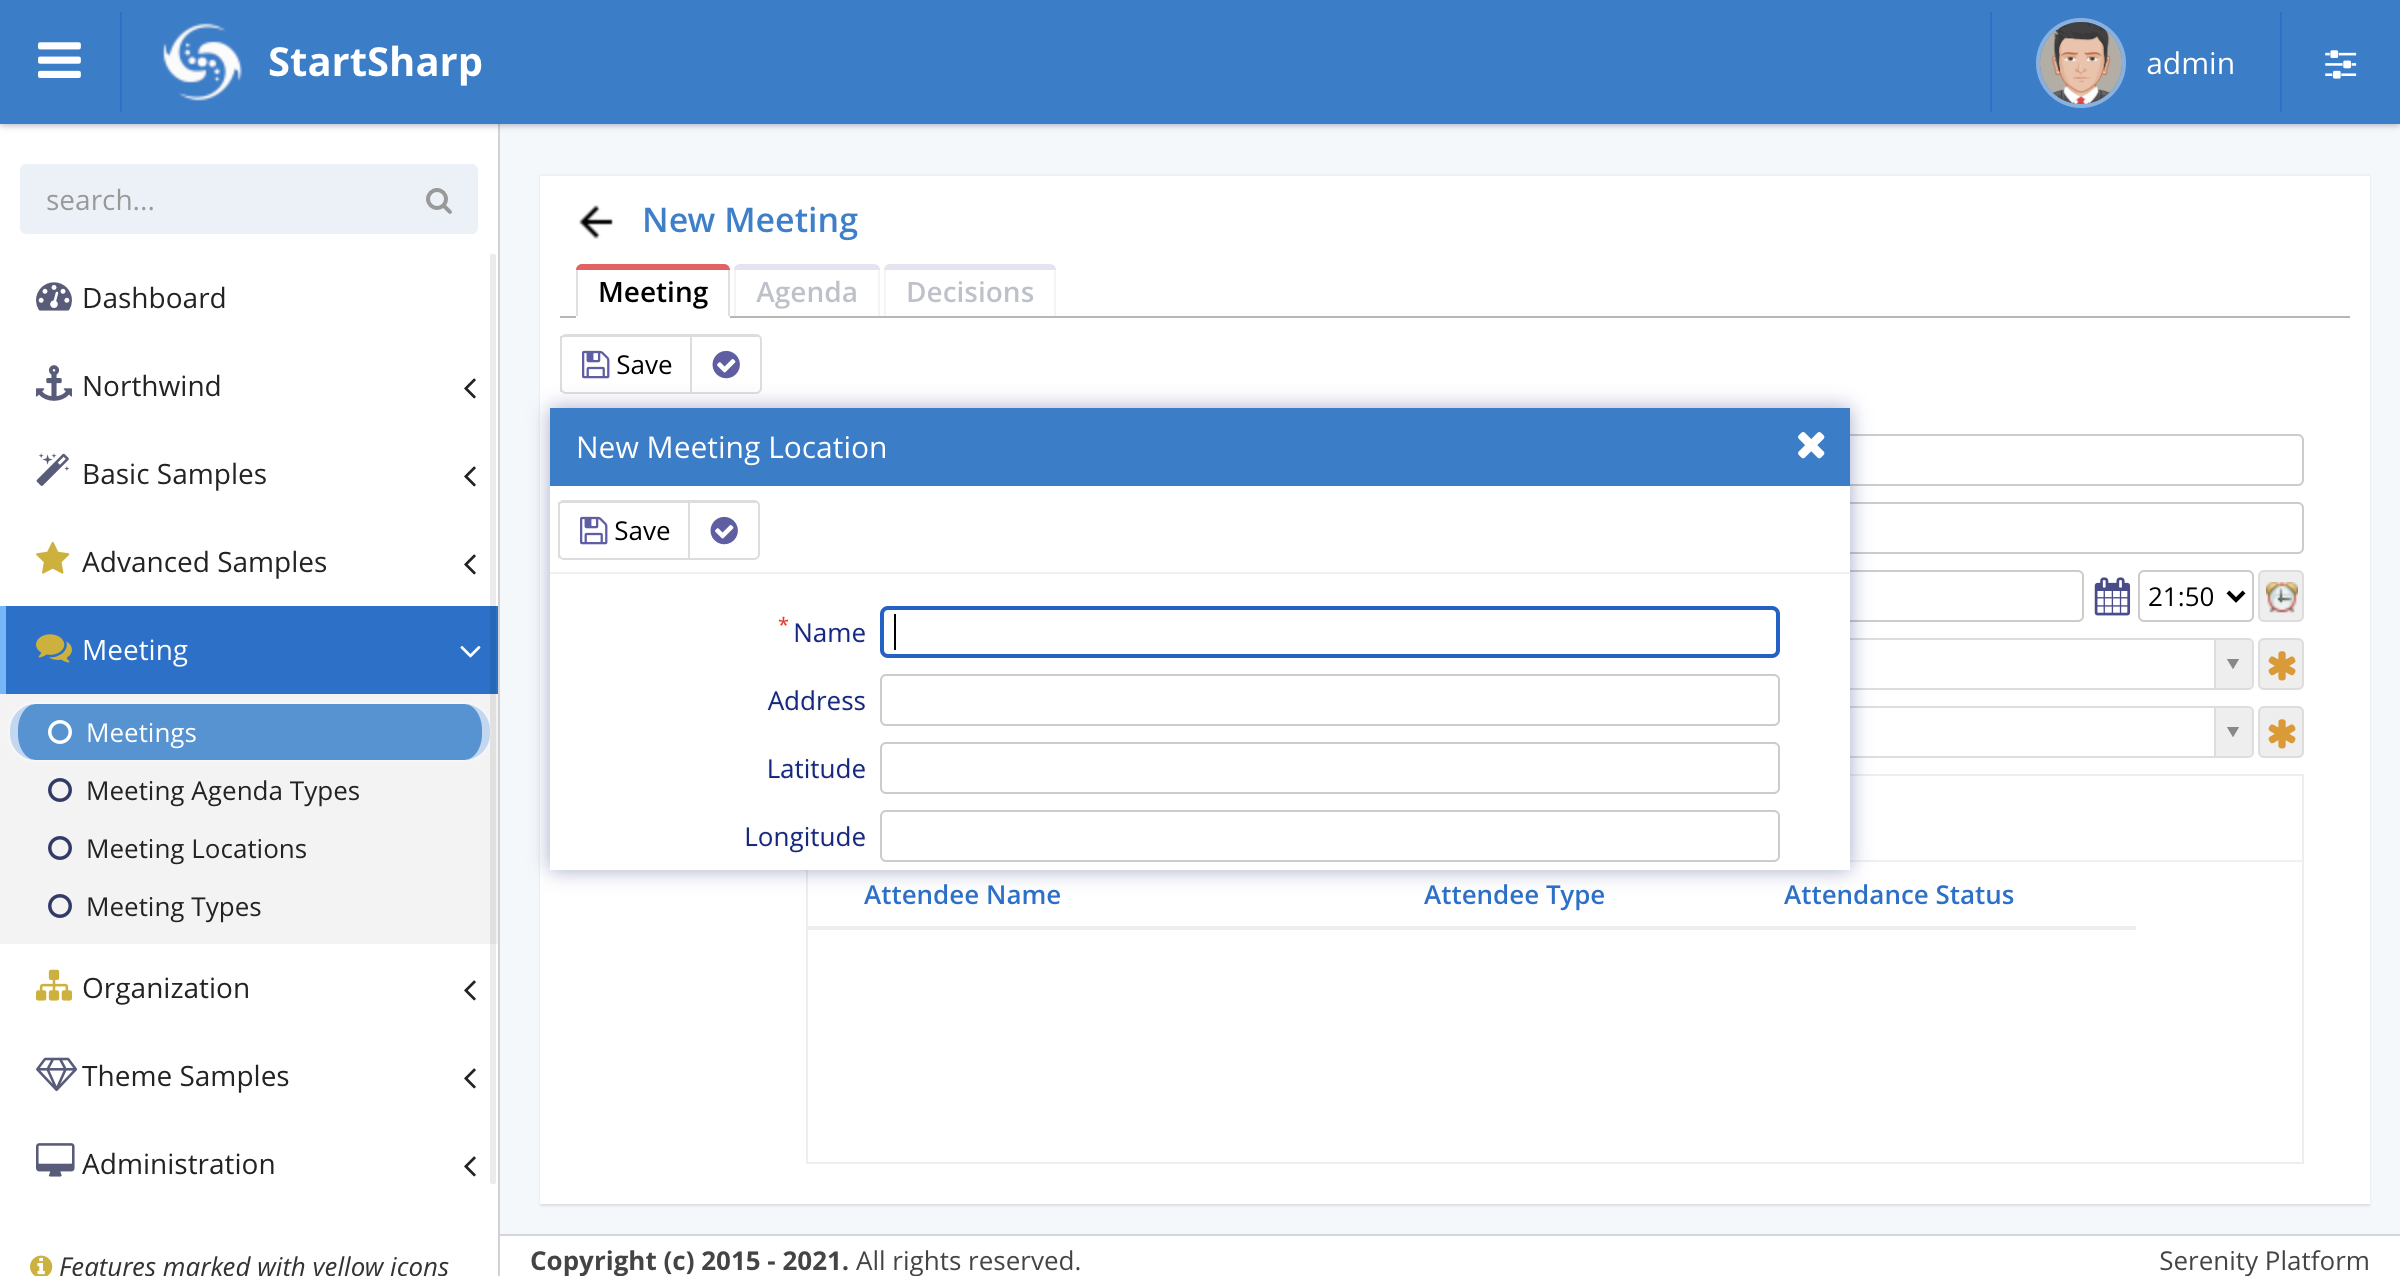 StartSharp
admin
search...
Dashboard
Northwind
Basic Samples
Advanced Samples
Meeting
Meetings
Meeting Agenda Types
Meeting Locations
Meeting Types
Organization
Theme Samples
Administration
Features marked with yellow icons
New Meeting
Meeting Agenda Decisions
Save
New Meeting Location
Save
* Name
Address
Latitude
Longitude
21:50
Attendee Name Attendee Type Attendance Status
Copyright (c) 2015 - 2021. All rights reserved.
Serenity Platform